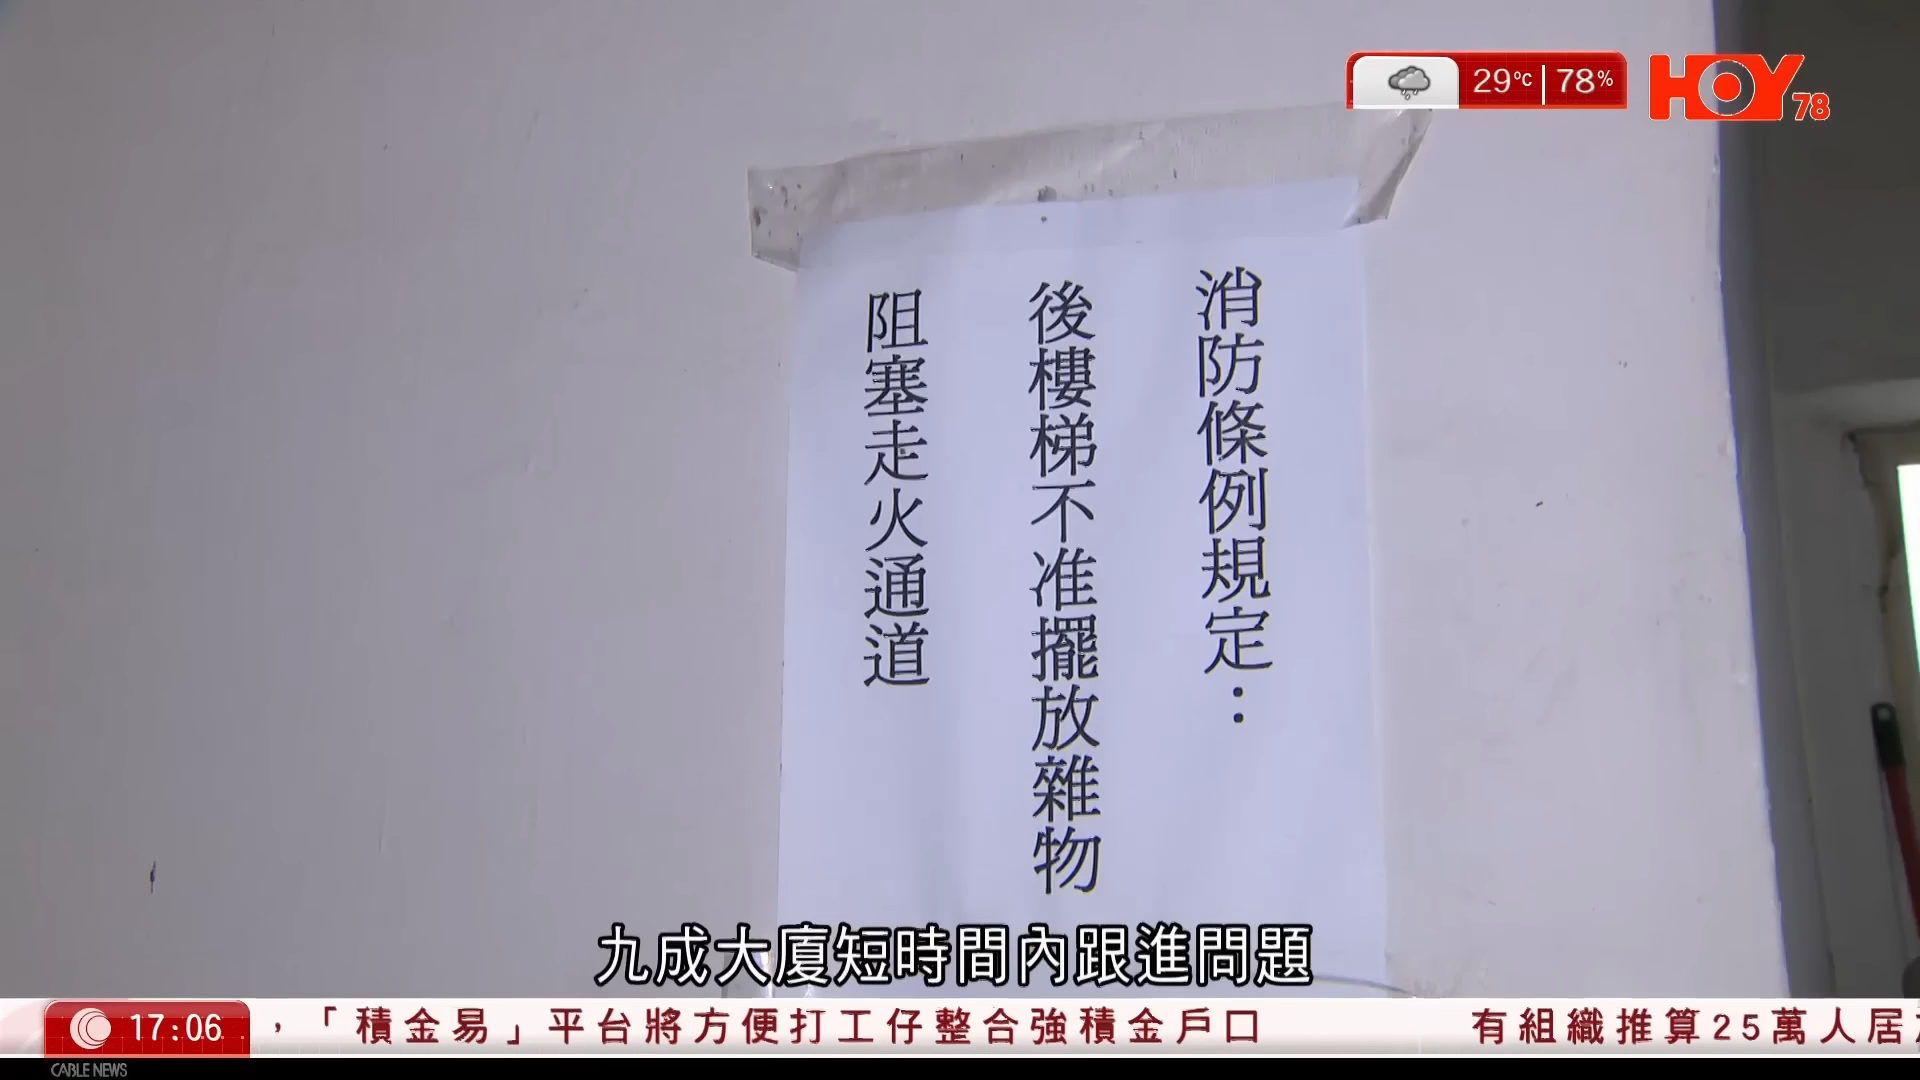 29°C | 78%
HOY 78
消防條例規定：
後樓梯不准擺放雜物
阻塞走火通道
九成大廈短時間內跟進問題
17:06
，「積金易」平台將方便打工仔整合強積金戶口
有組織推算25萬人居
CABLE NEWS